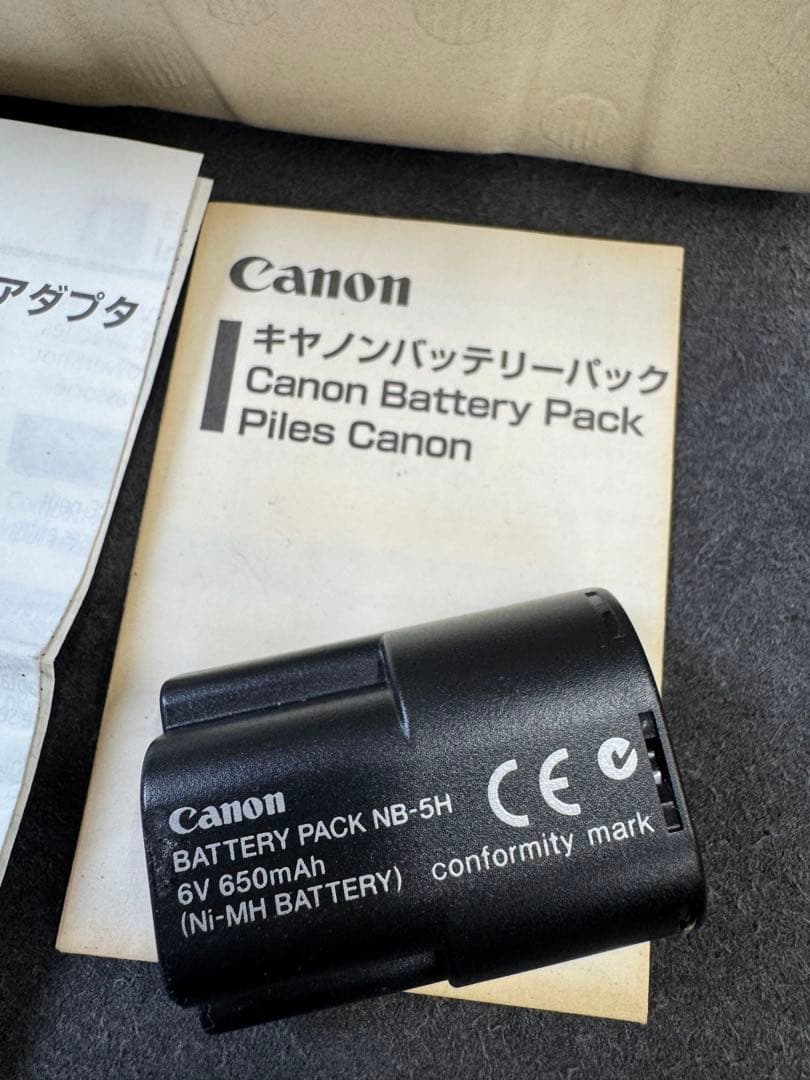 アダプタ
Canon
キヤノンバッテリーパック
Canon Battery Pack
Piles Canon
Canon
BATTERY PACK NB-5H
6V 650mAh
(Ni-MH BATTERY)
CE
conformity mark